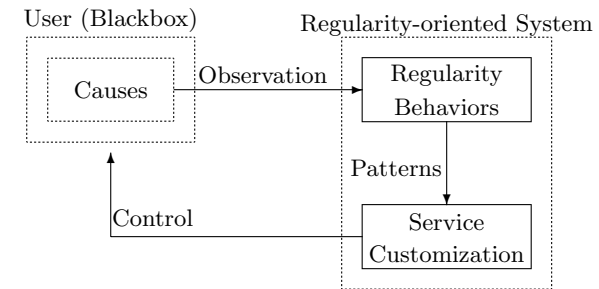 User (Blackbox)
Regularity-oriented System
Causes
Observation
Regularity
Behaviors
Patterns
Control
Service
Customization